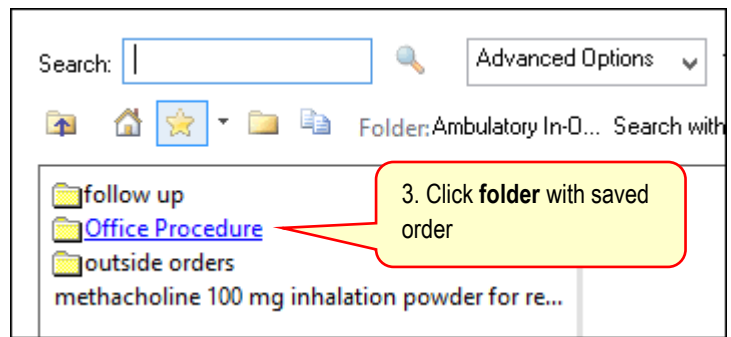 Search: Advanced Options
Folder: Ambulatory In-O... Search with
follow up
Office Procedure
outside orders
methacholine 100 mg inhalation powder for re...
3. Click folder with saved
order